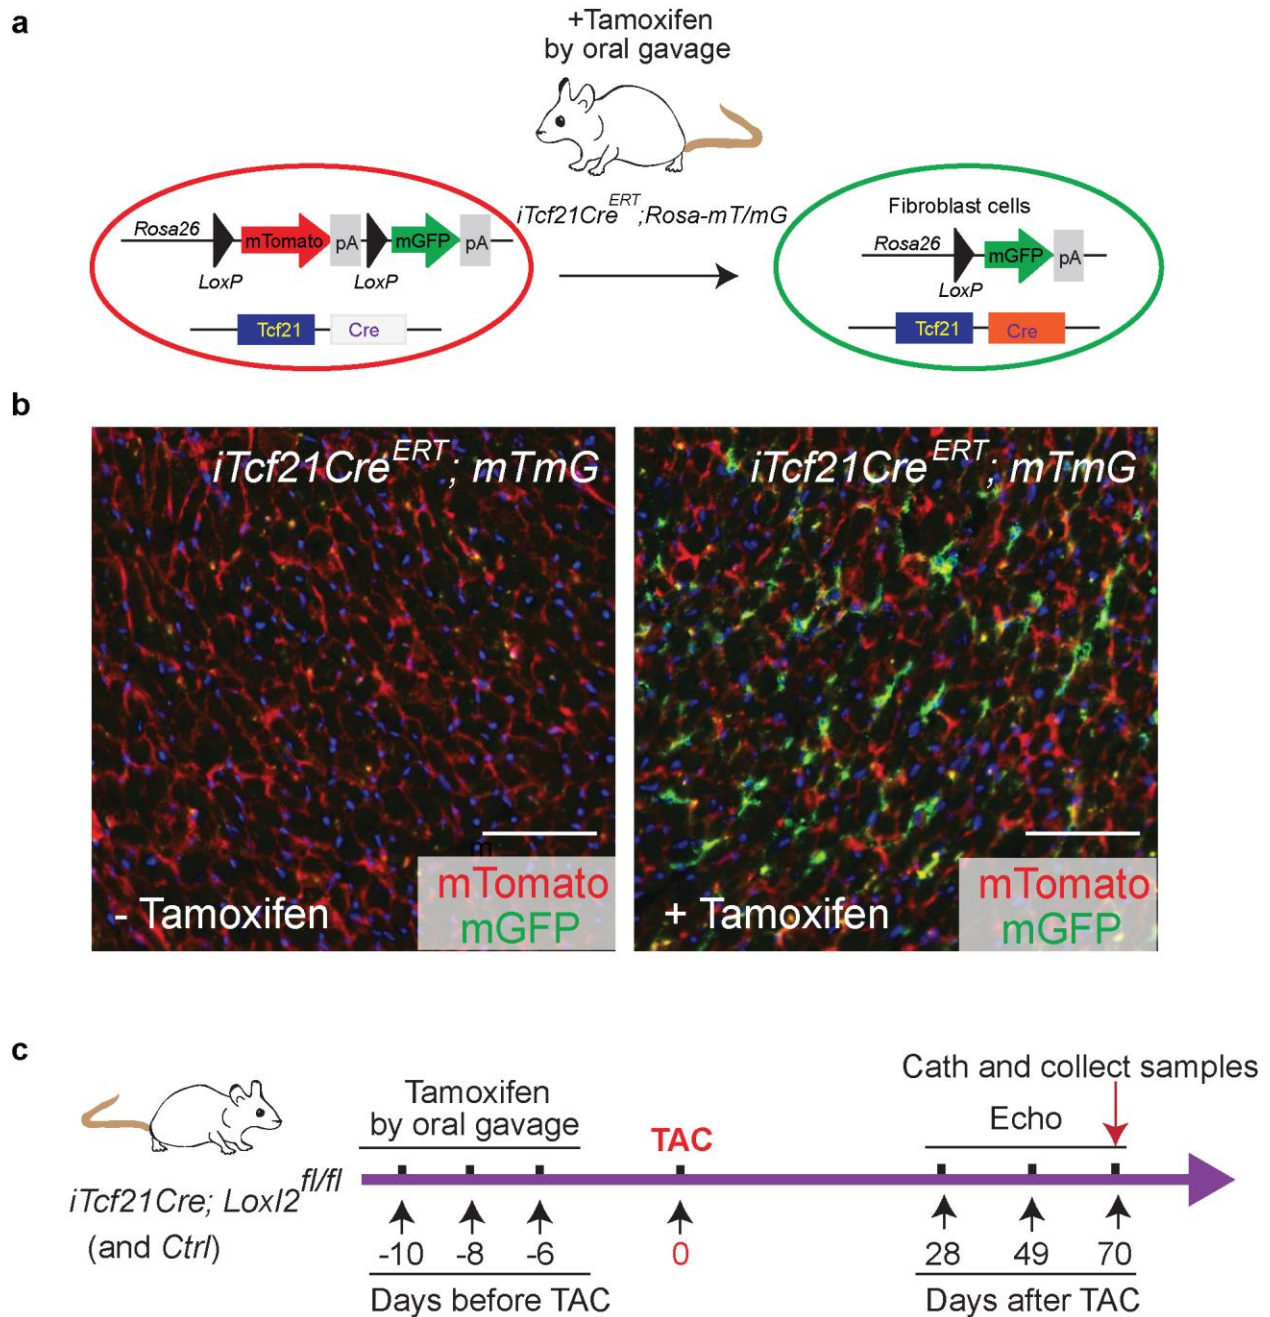 a
+Tamoxifen
by oral gavage
iTcf21Cre^ERT;Rosa-mT/mG
Rosa26 mTomato pA mGFP pA
LoxP LoxP
Tcf21 Cre
Fibroblast cells
Rosa26 mGFP pA
LoxP
Tcf21 Cre
b
iTcf21Cre^ERT; mTmG
m
- Tamoxifen
mTomato
mGFP
iTcf21Cre^ERT; mTmG
+ Tamoxifen
mTomato
mGFP
c
iTcf21Cre; Loxl2^fl/fl
(and Ctrl)
Tamoxifen
by oral gavage
TAC
Cath and collect samples
Echo
-10 -8 -6 0 28 49 70
Days before TAC
Days after TAC